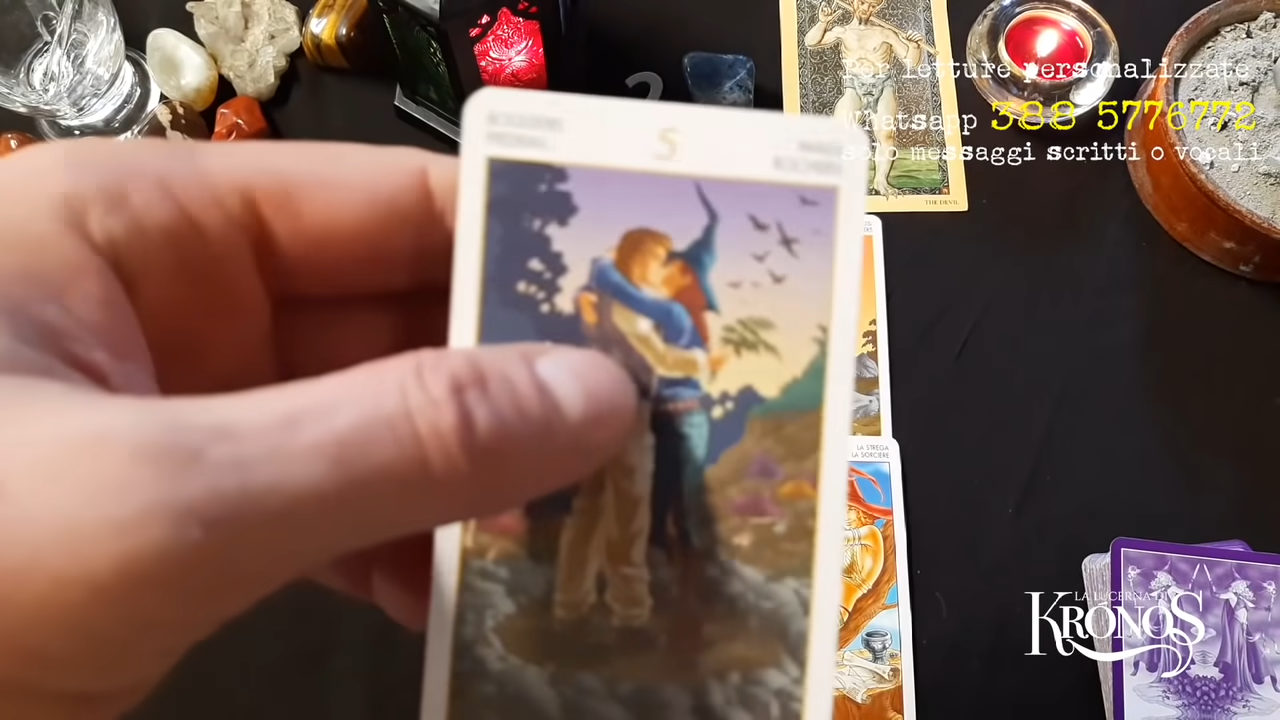 Per letture personalizzate
Whatsapp 388 5776772
solo messaggi scritti o vocali
THE DEVIL
5
LA STREGA
LA SORCIERE
LA LUCERNA DI
KRONOS